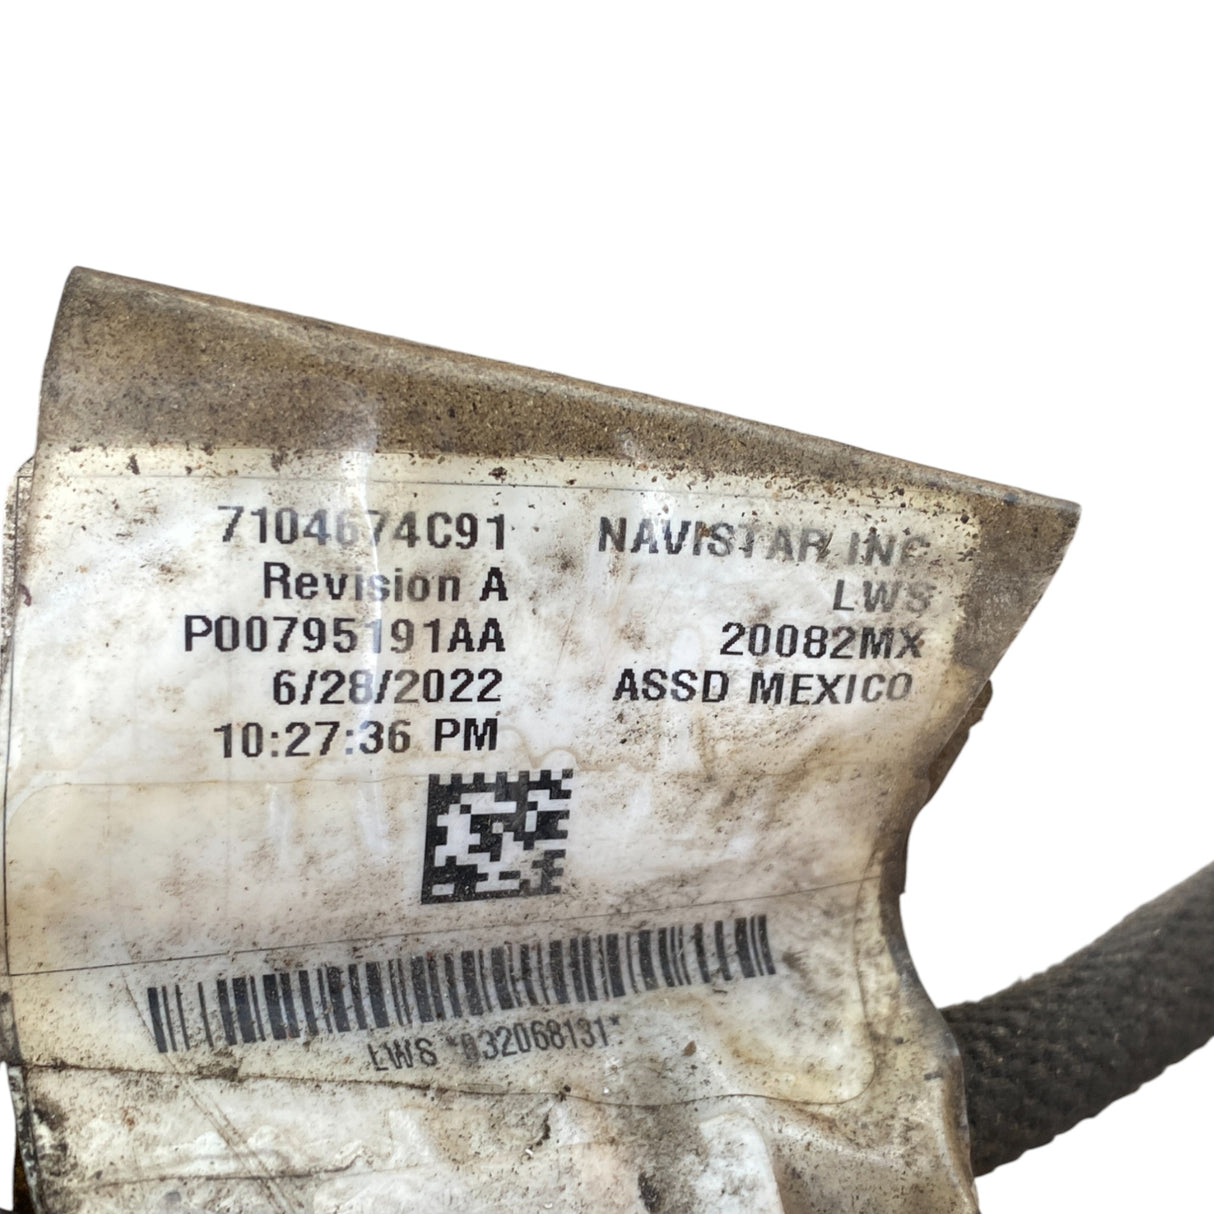 7104674C91
Revision A
P00795191AA
6/28/2022
10:27:36 PM
NAVISTAR INC
LWS
20082MX
ASSD MEXICO
LWS *032068131*